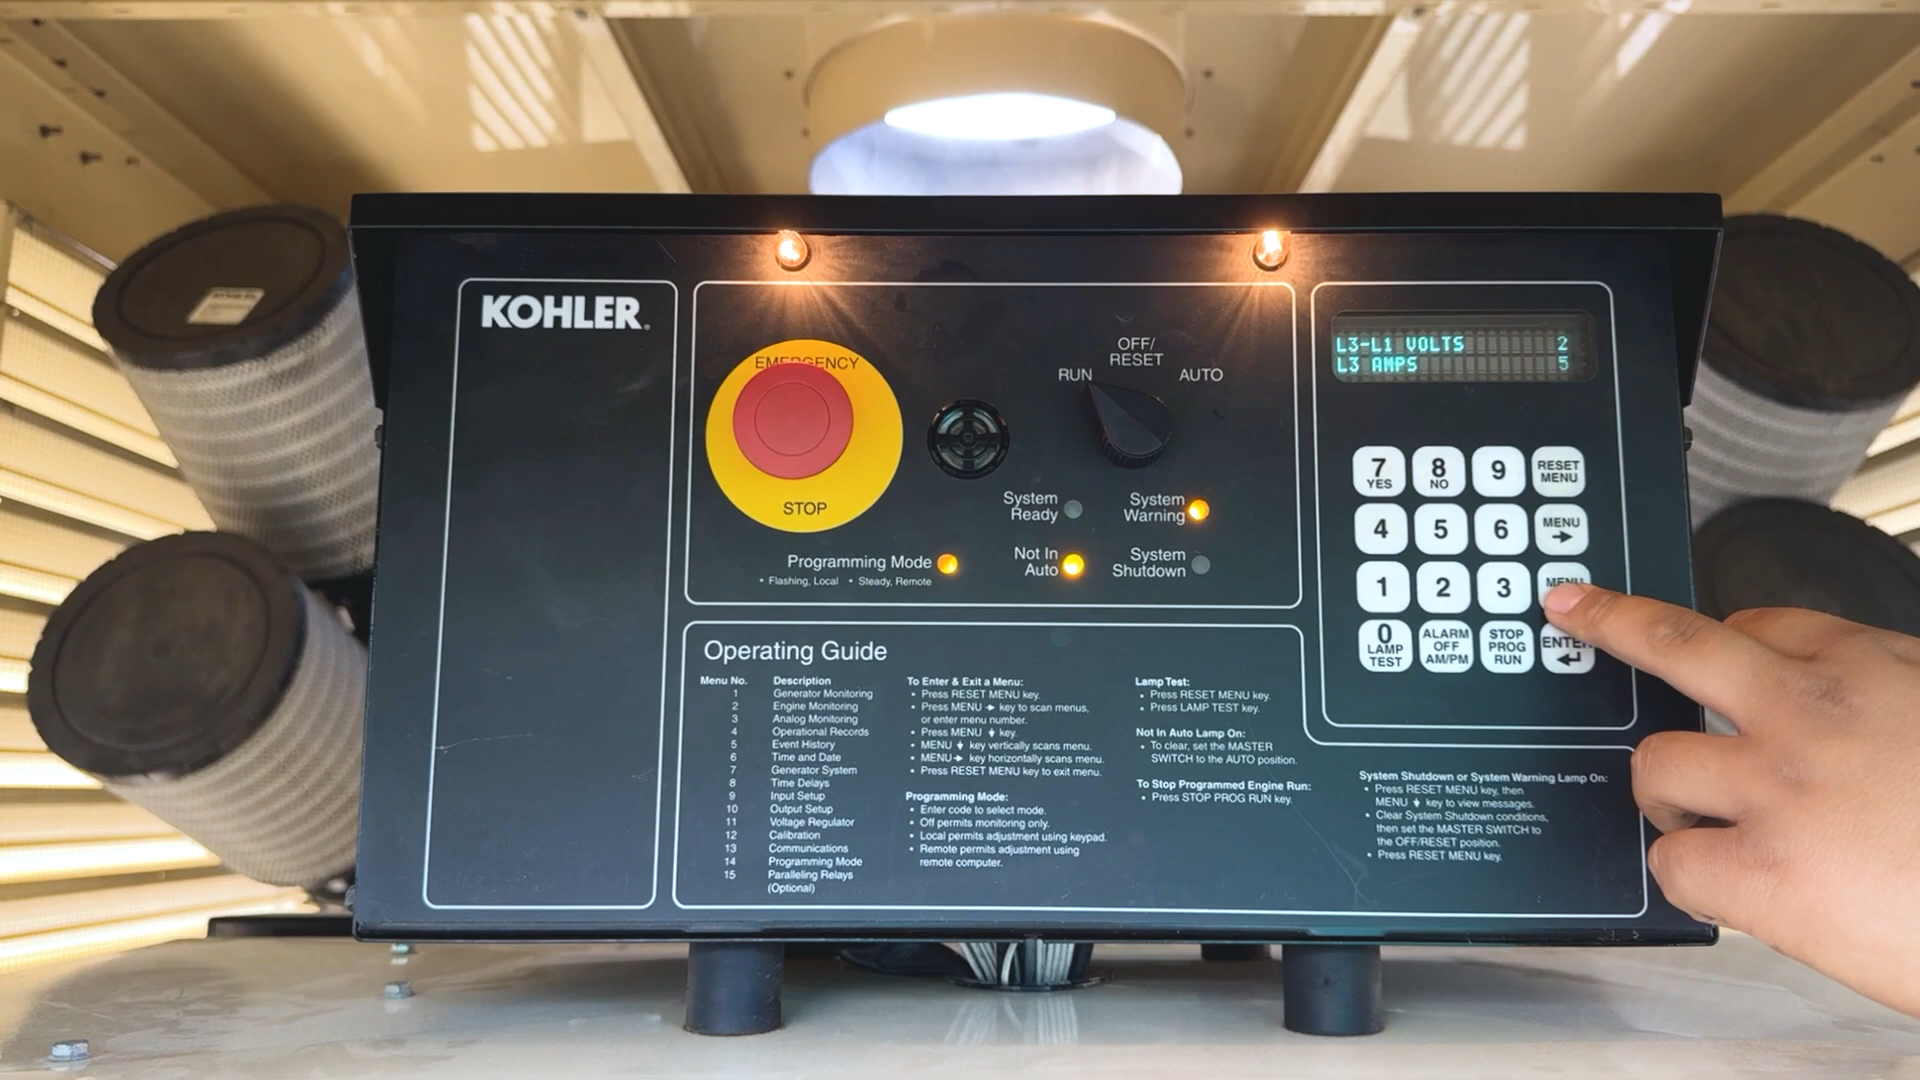 KOHLER.
EMERGENCY
STOP
OFF/
RESET
RUN
AUTO
System
Ready
System
Warning
Programming Mode
• Flashing, Local • Steady, Remote
Not In
Auto
System
Shutdown
L3-L1 VOLTS 2
L3 AMPS 5
7
YES
8
NO
9
RESET
MENU
4
5
6
MENU
→
1
2
3
MENU
0
LAMP
TEST
ALARM
OFF
AM/PM
STOP
PROG
RUN
ENTER
↵
Operating Guide
Menu No. Description
1 Generator Monitoring
2 Engine Monitoring
3 Analog Monitoring
4 Operational Records
5 Event History
6 Time and Date
7 Generator System
8 Time Delays
9 Input Setup
10 Output Setup
11 Voltage Regulator
12 Calibration
13 Communications
14 Programming Mode
15 Paralleling Relays
(Optional)
To Enter & Exit a Menu:
• Press RESET MENU key.
• Press MENU → key to scan menus,
or enter menu number.
• Press MENU ↓ key.
• MENU ↓ key vertically scans menu.
• MENU → key horizontally scans menu.
• Press RESET MENU key to exit menu.
Programming Mode:
• Enter code to select mode.
• Off permits monitoring only.
• Local permits adjustment using keypad.
• Remote permits adjustment using
remote computer.
Lamp Test:
• Press RESET MENU key.
• Press LAMP TEST key.
Not In Auto Lamp On:
• To clear, set the MASTER
SWITCH to the AUTO position.
To Stop Programmed Engine Run:
• Press STOP PROG RUN key.
System Shutdown or System Warning Lamp On:
• Press RESET MENU key, then
MENU ↓ key to view messages.
• Clear System Shutdown conditions,
then set the MASTER SWITCH to
the OFF/RESET position.
• Press RESET MENU key.